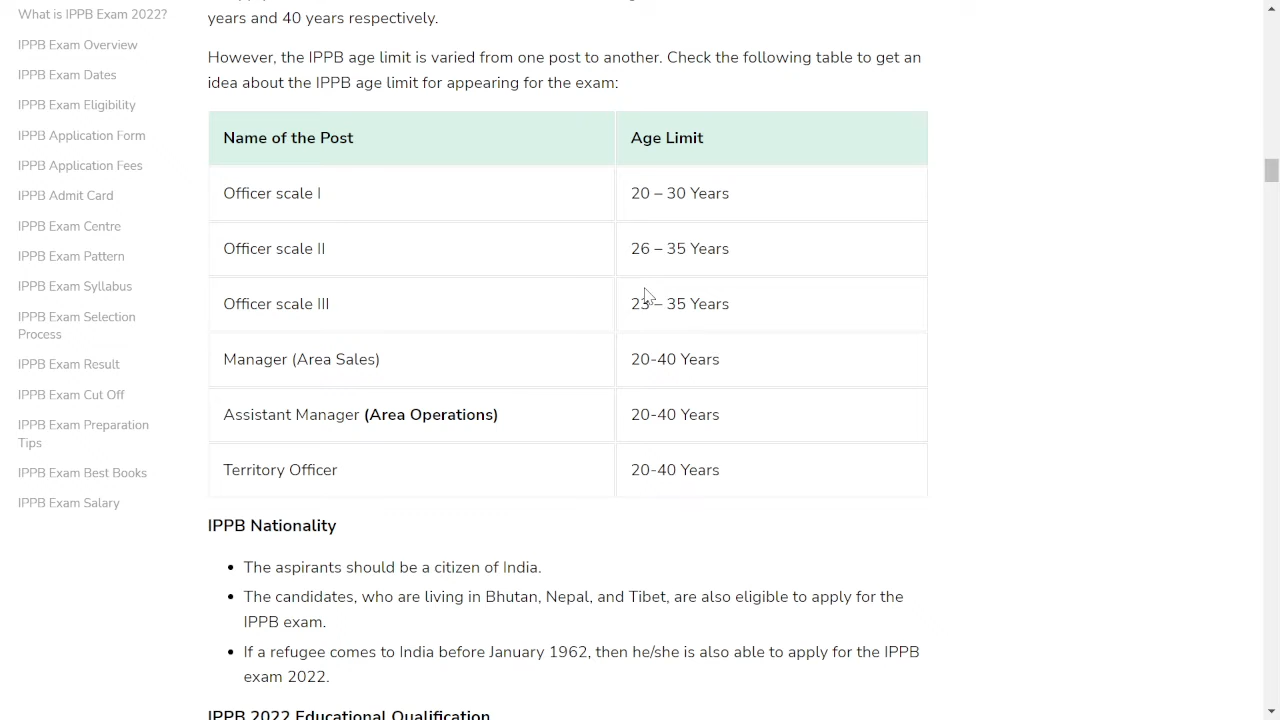 What is IPPB Exam 2022?
IPPB Exam Overview
IPPB Exam Dates
IPPB Exam Eligibility
IPPB Application Form
IPPB Application Fees
IPPB Admit Card
IPPB Exam Centre
IPPB Exam Pattern
IPPB Exam Syllabus
IPPB Exam Selection
Process
IPPB Exam Result
IPPB Exam Cut Off
IPPB Exam Preparation
Tips
IPPB Exam Best Books
IPPB Exam Salary
years and 40 years respectively.
However, the IPPB age limit is varied from one post to another. Check the following table to get an
idea about the IPPB age limit for appearing for the exam:
Name of the Post Age Limit
Officer scale I 20 – 30 Years
Officer scale II 26 – 35 Years
Officer scale III 23 – 35 Years
Manager (Area Sales) 20-40 Years
Assistant Manager (Area Operations) 20-40 Years
Territory Officer 20-40 Years
IPPB Nationality
The aspirants should be a citizen of India.
The candidates, who are living in Bhutan, Nepal, and Tibet, are also eligible to apply for the
IPPB exam.
If a refugee comes to India before January 1962, then he/she is also able to apply for the IPPB
exam 2022.
IPPB 2022 Educational Qualification